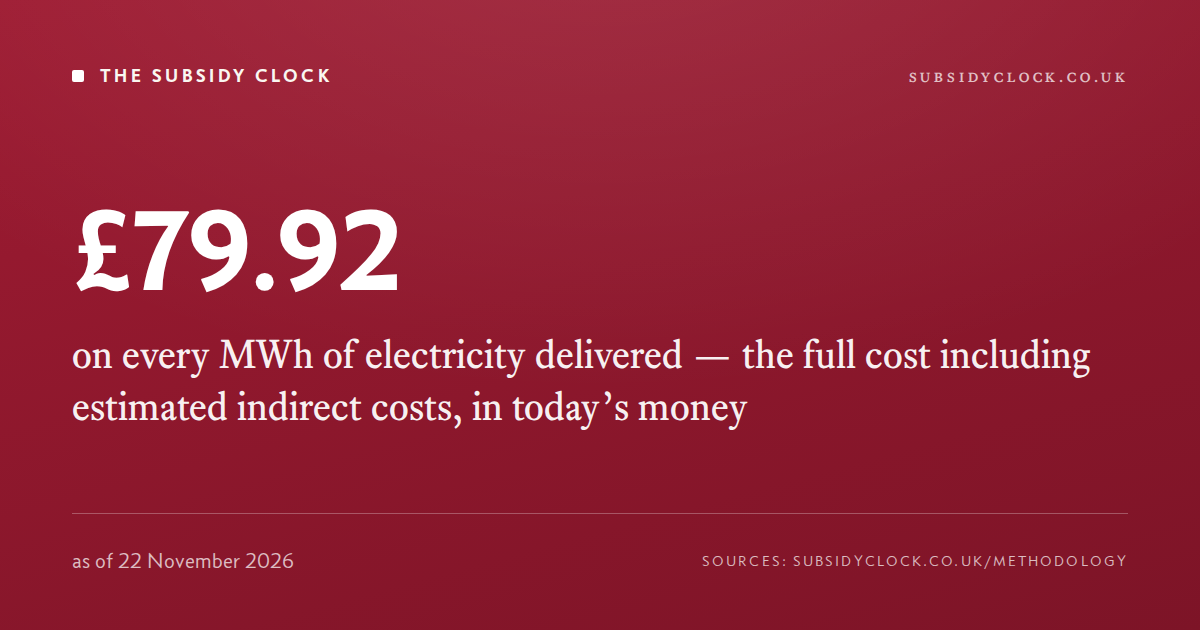 THE SUBSIDY CLOCK
SUBSIDYCLOCK.CO.UK
£79.92
on every MWh of electricity delivered — the full cost including
estimated indirect costs, in today’s money
as of 22 November 2026
SOURCES: SUBSIDYCLOCK.CO.UK/METHODOLOGY